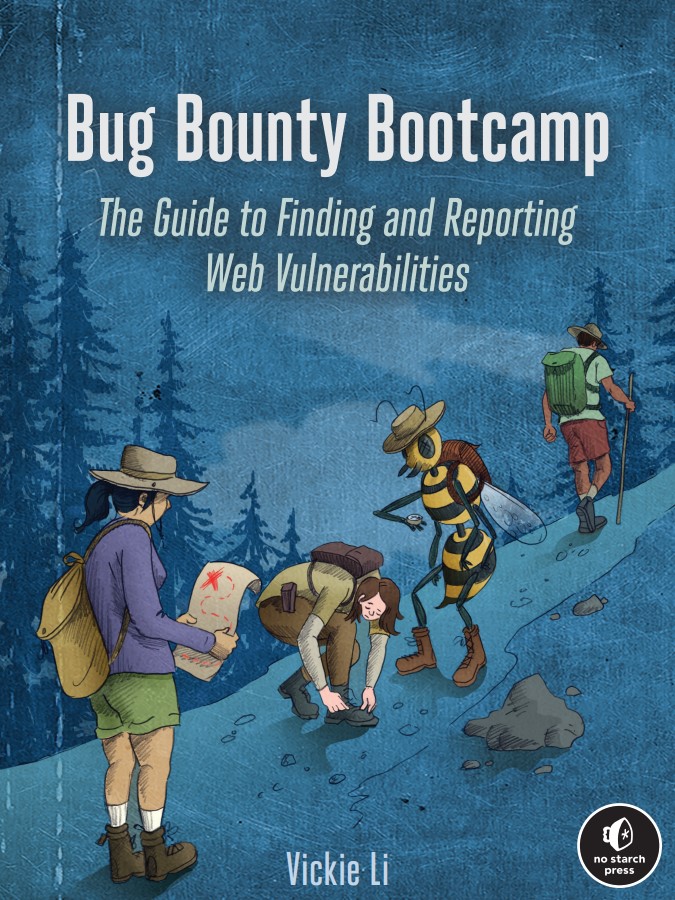 Bug Bounty Bootcamp
The Guide to Finding and Reporting
Web Vulnerabilities
Vickie Li
no starch
press